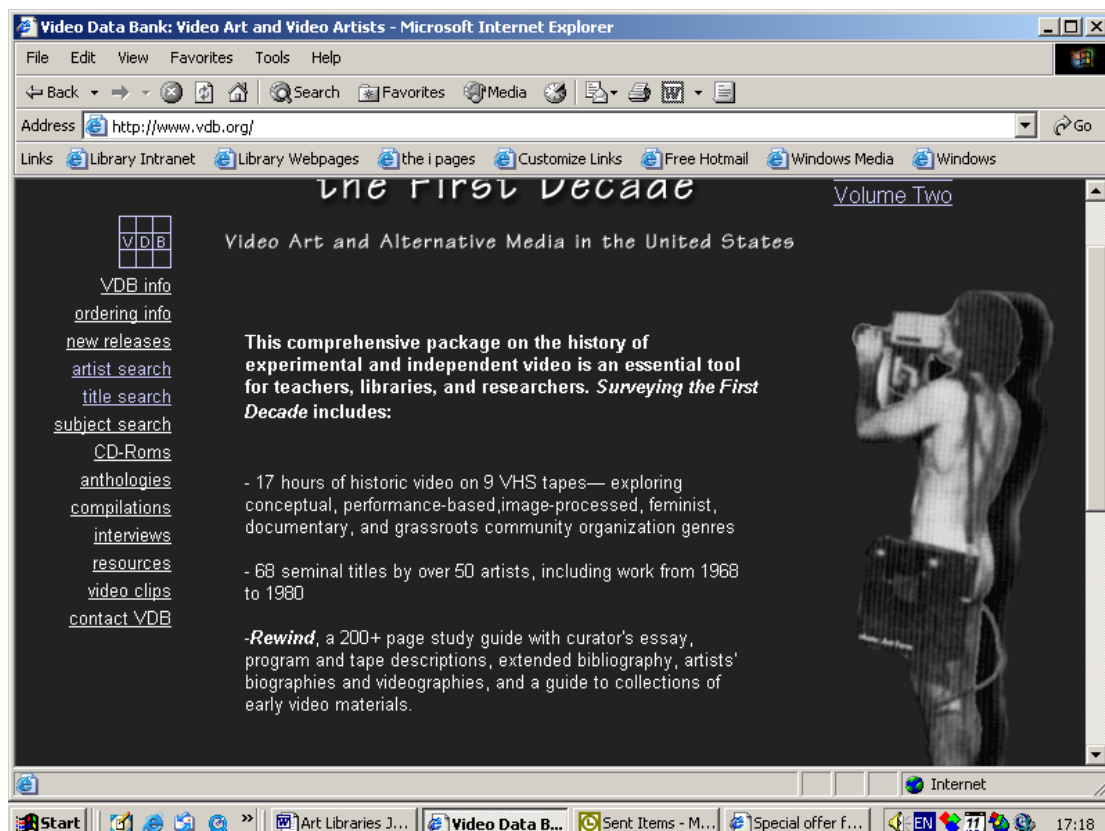 Video Data Bank: Video Art and Video Artists - Microsoft Internet Explorer
File Edit View Favorites Tools Help
Back Search Favorites Media
Address http://www.vdb.org/ Go
Links Library Intranet Library Webpages the i pages Customize Links Free Hotmail Windows Media Windows
the First Decade
Volume Two
VDB
Video Art and Alternative Media in the United States
VDB info
ordering info
new releases
artist search
title search
subject search
CD-Roms
anthologies
compilations
interviews
resources
video clips
contact VDB
This comprehensive package on the history of
experimental and independent video is an essential tool
for teachers, libraries, and researchers. Surveying the First
Decade includes:
- 17 hours of historic video on 9 VHS tapes— exploring
conceptual, performance-based,image-processed, feminist,
documentary, and grassroots community organization genres
- 68 seminal titles by over 50 artists, including work from 1968
to 1980
-Rewind, a 200+ page study guide with curator's essay,
program and tape descriptions, extended bibliography, artists'
biographies and videographies, and a guide to collections of
early video materials.
Internet
Start » Art Libraries J... Video Data B... Sent Items - M... Special offer f... EN 17:18